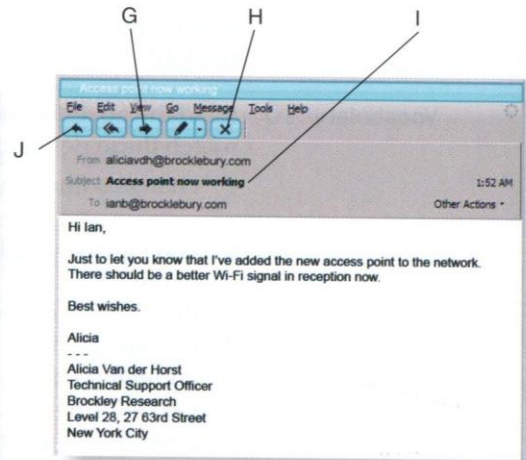 G H I
Access point now working
File Edit View Go Message Tools Help
J
From aliciavdh@brocklebury.com
Subject Access point now working 1:52 AM
To ianb@brocklebury.com Other Actions
Hi Ian,
Just to let you know that I've added the new access point to the network.
There should be a better Wi-Fi signal in reception now.
Best wishes.
Alicia
---
Alicia Van der Horst
Technical Support Officer
Brockley Research
Level 28, 27 63rd Street
New York City